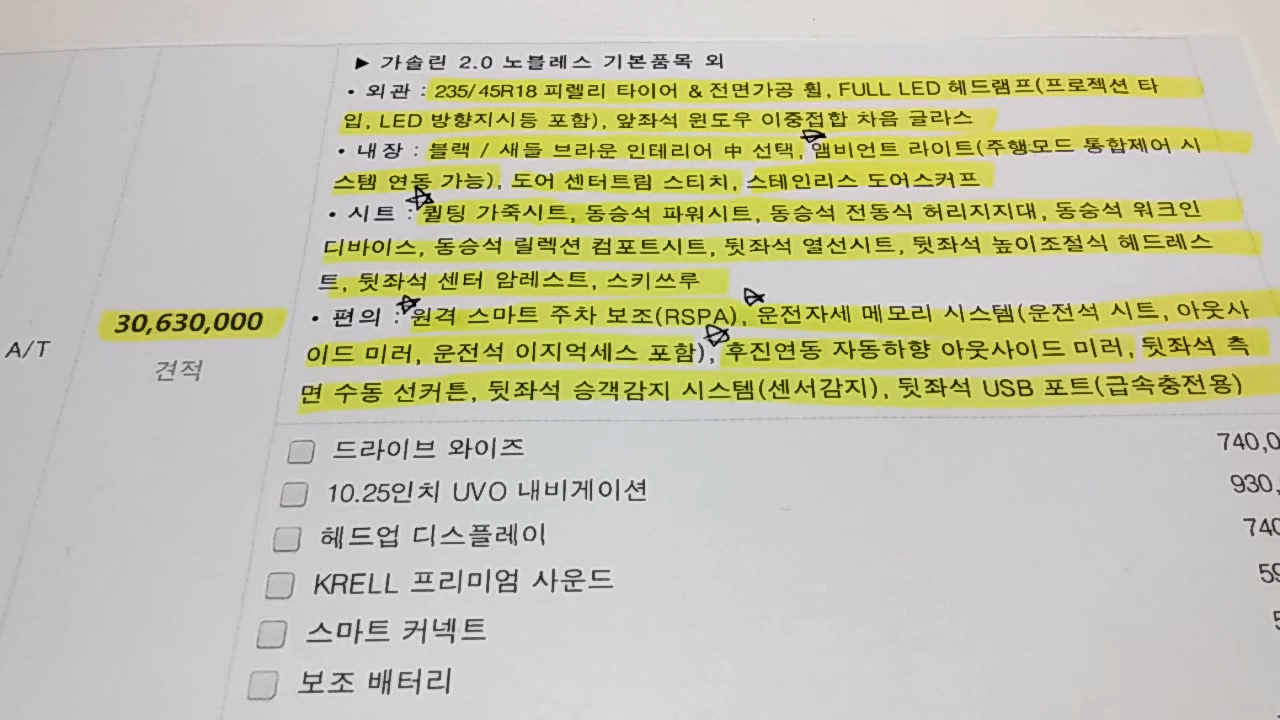 ▶ 가솔린 2.0 노블레스 기본품목 외
• 외관 : 235/45R18 피렐리 타이어 & 전면가공 휠, FULL LED 헤드램프(프로젝션 타
입, LED 방향지시등 포함), 앞좌석 윈도우 이중접합 차음 글라스
• 내장 : 블랙 / 새들 브라운 인테리어 中 선택, 앰비언트 라이트(주행모드 통합제어 시
스템 연동 가능), 도어 센터트림 스티치, 스테인리스 도어스커프
• 시트 : 퀼팅 가죽시트, 동승석 파워시트, 동승석 전동식 허리지지대, 동승석 워크인
디바이스, 동승석 릴렉션 컴포트시트, 뒷좌석 열선시트, 뒷좌석 높이조절식 헤드레스
트, 뒷좌석 센터 암레스트, 스키쓰루
• 편의 : 원격 스마트 주차 보조(RSPA), 운전자세 메모리 시스템(운전석 시트, 아웃사
이드 미러, 운전석 이지억세스 포함), 후진연동 자동하향 아웃사이드 미러, 뒷좌석 측
면 수동 선커튼, 뒷좌석 승객감지 시스템(센서감지), 뒷좌석 USB 포트(급속충전용)
A/T
30,630,000
견적
드라이브 와이즈 740,0
10.25인치 UVO 내비게이션 930,
헤드업 디스플레이 740
KRELL 프리미엄 사운드 59
스마트 커넥트
보조 배터리